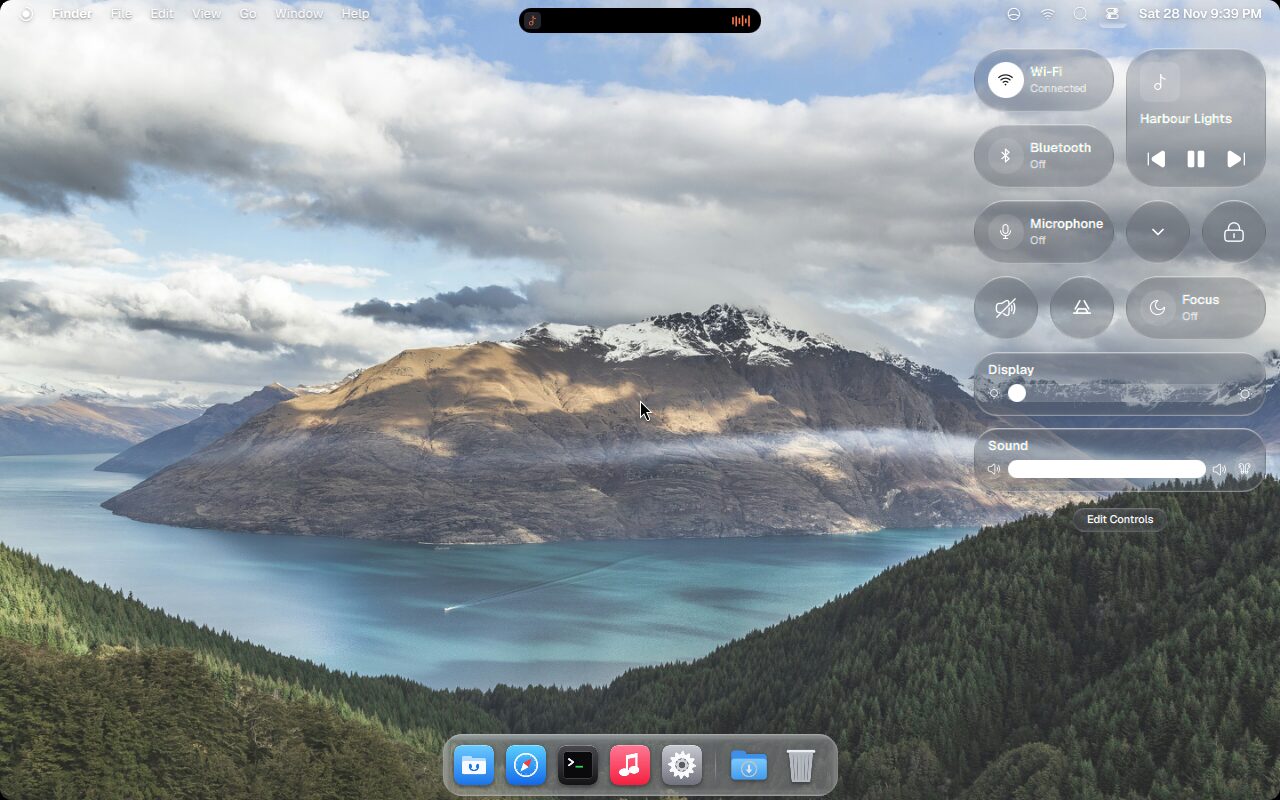 Finder File Edit View Go Window Help
Sat 28 Nov 9:39 PM
Wi-Fi
Connected
Harbour Lights
Bluetooth
Off
Microphone
Off
Focus
Off
Display
Sound
Edit Controls